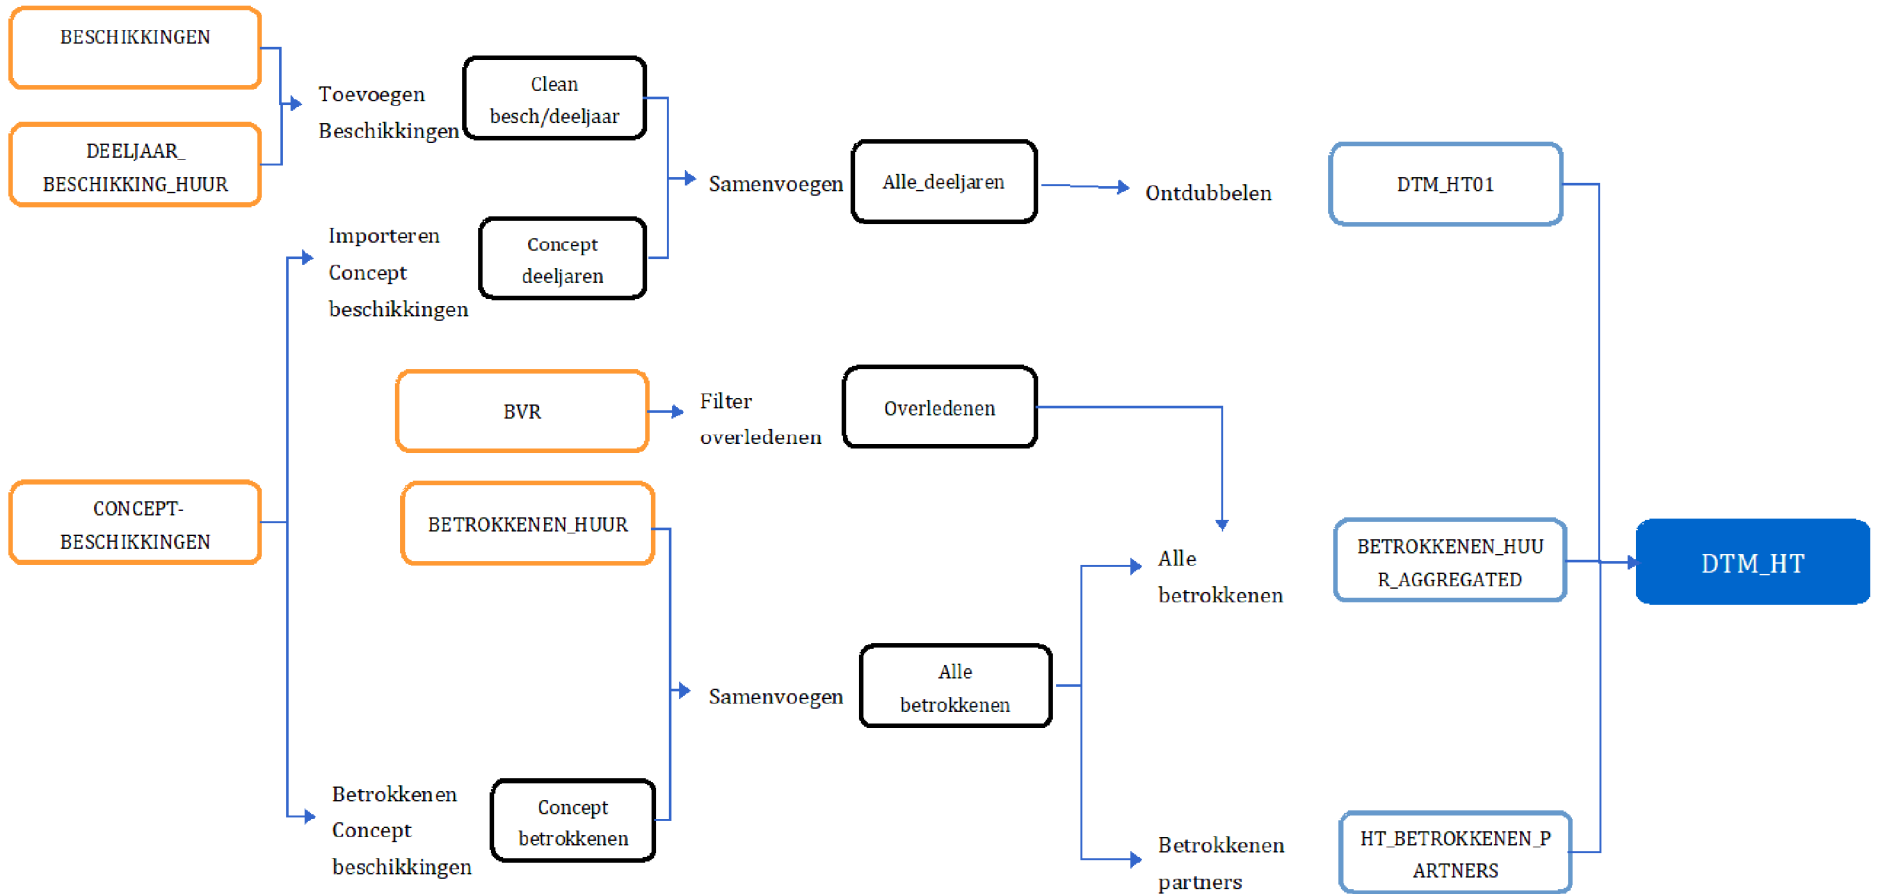 BESCHIKKINGEN
DEELJAAR_
BESCHIKKING_HUUR
Toevoegen
Beschikkingen
Clean
besch/deeljaar
Importeren
Concept
beschikkingen
Concept
deeljaren
Samenvoegen
Alle_deeljaren
Ontdubbelen
DTM_HT01
BVR
Filter
overledenen
Overledenen
CONCEPT-
BESCHIKKINGEN
BETROKKENEN_HUUR
Alle
betrokkenen
BETROKKENEN_HUU
R_AGGREGATED
DTM_HT
Samenvoegen
Alle
betrokkenen
Betrokkenen
Concept
beschikkingen
Concept
betrokkenen
Betrokkenen
partners
HT_BETROKKENEN_P
ARTNERS